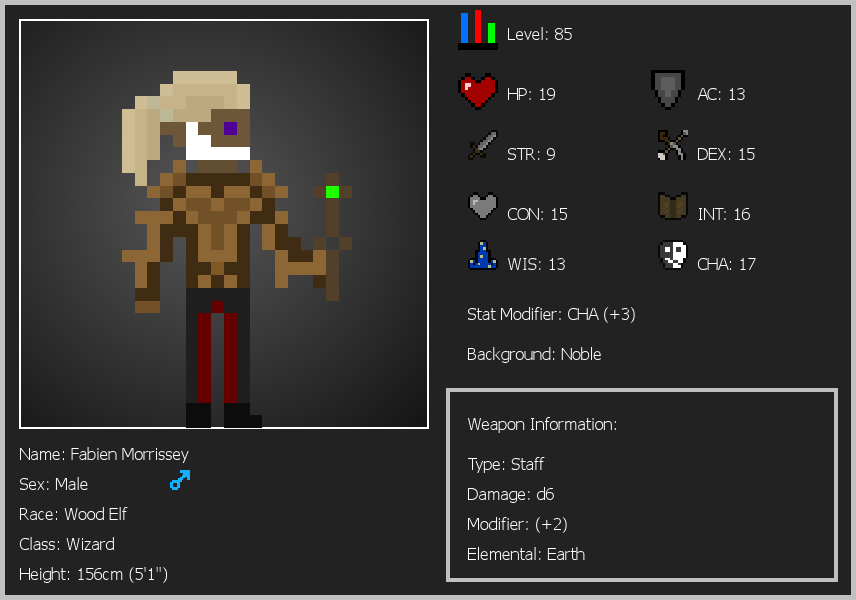 Level: 85
HP: 19
AC: 13
STR: 9
DEX: 15
CON: 15
INT: 16
WIS: 13
CHA: 17
Stat Modifier: CHA (+3)
Background: Noble
Weapon Information:
Type: Staff
Damage: d6
Modifier: (+2)
Elemental: Earth
Name: Fabien Morrissey
Sex: Male
Race: Wood Elf
Class: Wizard
Height: 156cm (5'1")